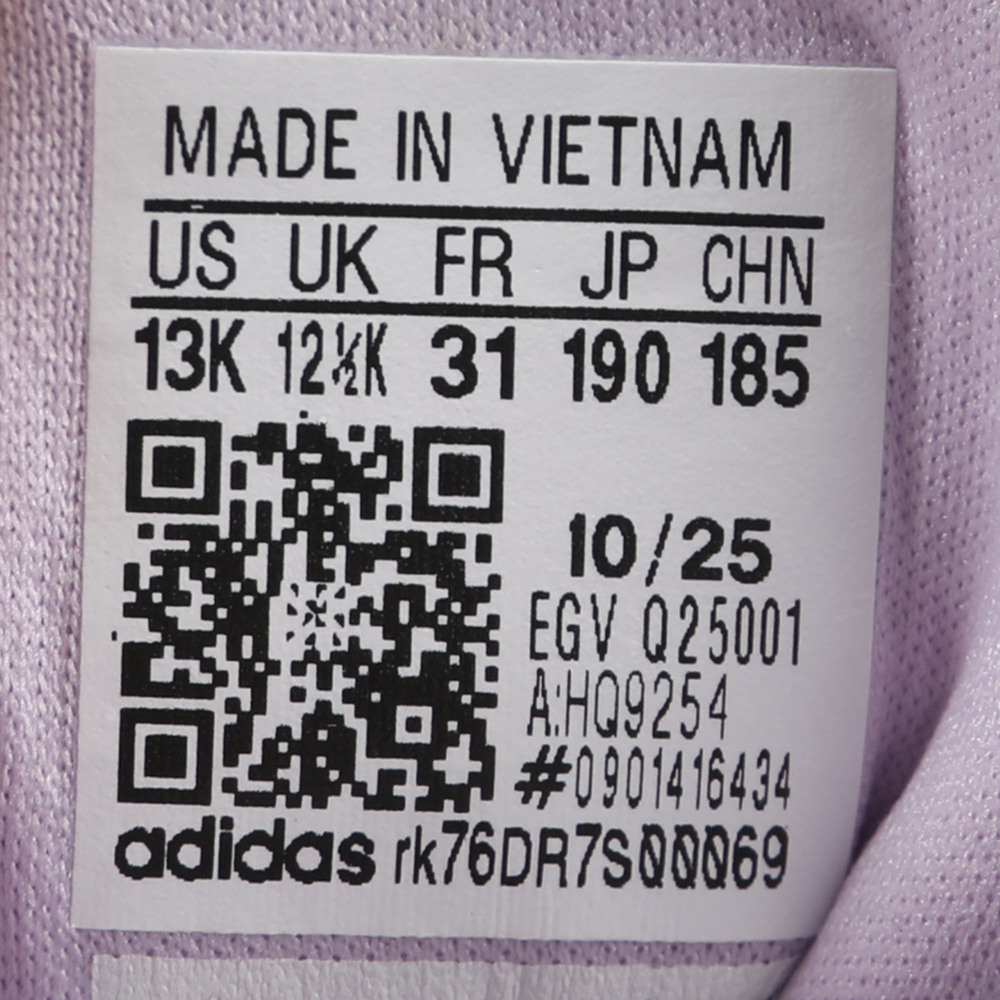 MADE IN VIETNAM
US UK FR JP CHN
13K 12½K 31 190 185
10/25
EGV Q25001
A:HQ9254
#0901416434
adidas rk76DR7S00069